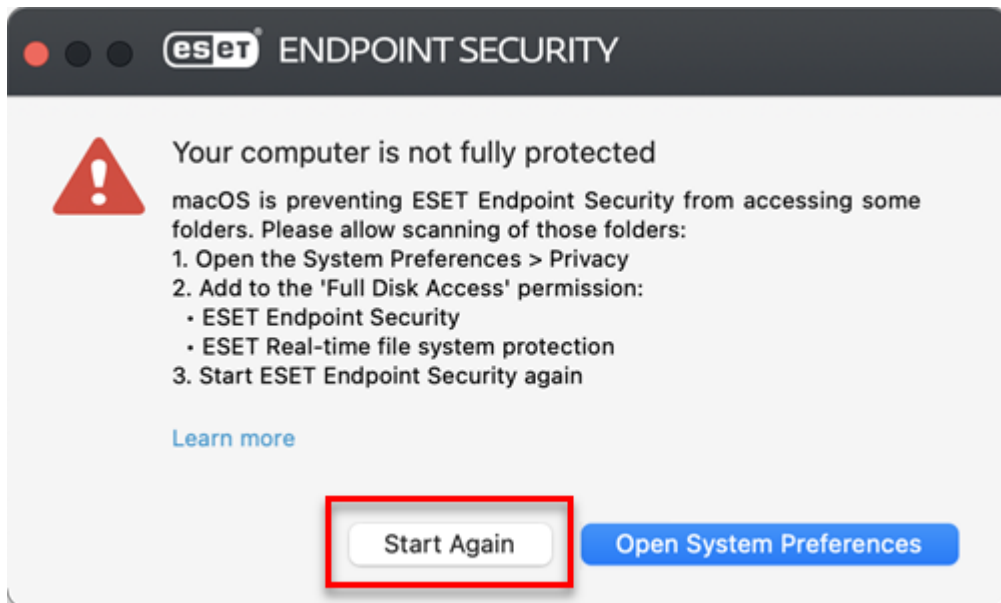 eset ENDPOINT SECURITY
Your computer is not fully protected
macOS is preventing ESET Endpoint Security from accessing some
folders. Please allow scanning of those folders:
1. Open the System Preferences > Privacy
2. Add to the 'Full Disk Access' permission:
• ESET Endpoint Security
• ESET Real-time file system protection
3. Start ESET Endpoint Security again
Learn more
Start Again Open System Preferences